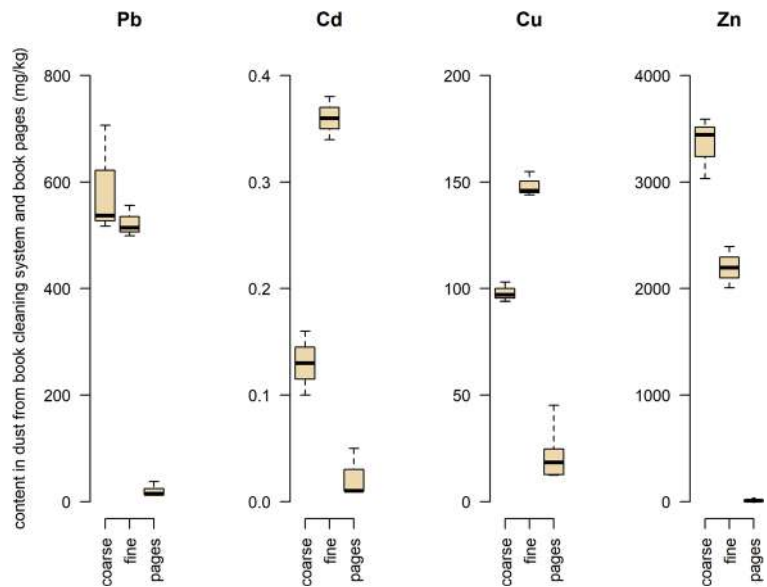 Pb Cd Cu Zn
content in dust from book cleaning system and book pages (mg/kg)
800 0.4 200 4000
600 0.3 150 3000
400 0.2 100 2000
200 0.1 50 1000
0 0.0 0 0
coarse fine pages coarse fine pages coarse fine pages coarse fine pages